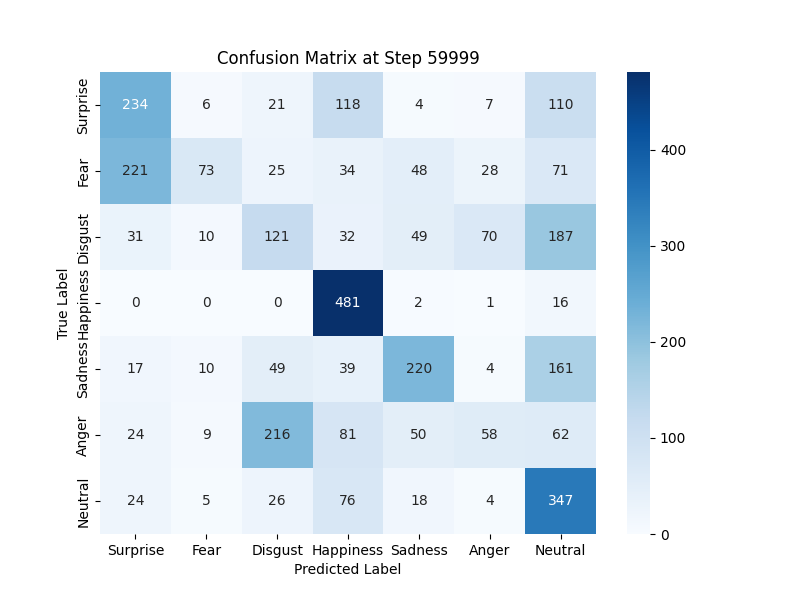 Confusion Matrix at Step 59999
True Label
Surprise 234 6 21 118 4 7 110
Fear 221 73 25 34 48 28 71
Disgust 31 10 121 32 49 70 187
Happiness 0 0 0 481 2 1 16
Sadness 17 10 49 39 220 4 161
Anger 24 9 216 81 50 58 62
Neutral 24 5 26 76 18 4 347
Surprise Fear Disgust Happiness Sadness Anger Neutral
Predicted Label
400
300
200
100
0